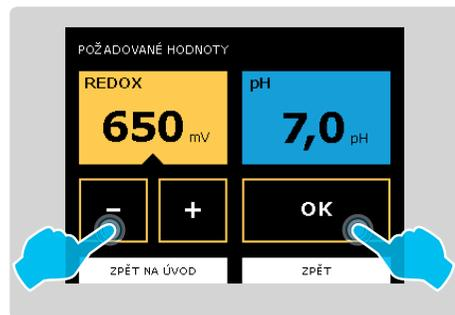 POŽADOVANÉ HODNOTY
REDOX
650 mV
pH
7,0 pH
- +
OK
ZPĚT NA ÚVOD
ZPĚT